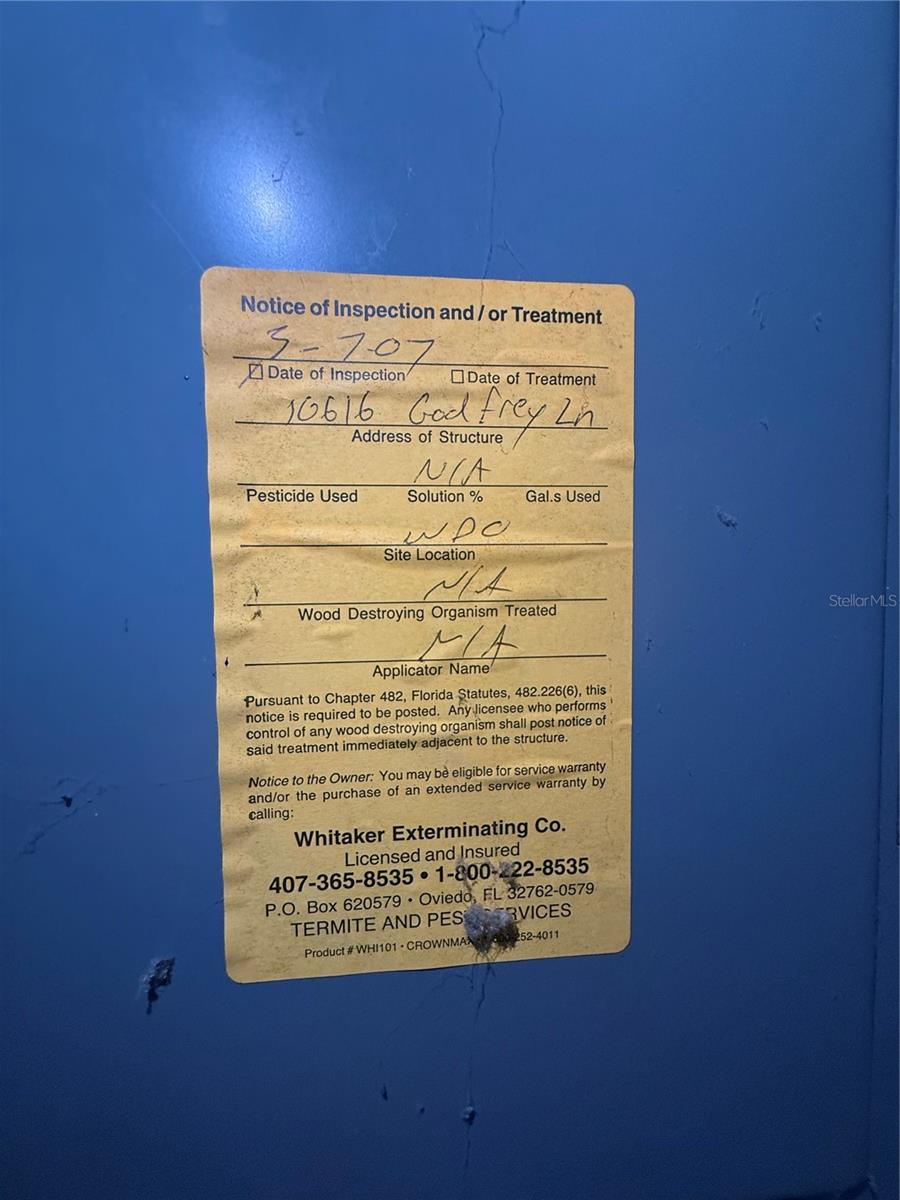 Notice of Inspection and / or Treatment
3-7-07
Date of Inspection Date of Treatment
10616 Godfrey Ln
Address of Structure
N/A
Pesticide Used Solution % Gal.s Used
WDO
Site Location
N/A
Wood Destroying Organism Treated
N/A
Applicator Name
Pursuant to Chapter 482, Florida Statutes, 482.226(6), this
notice is required to be posted. Any licensee who performs
control of any wood destroying organism shall post notice of
said treatment immediately adjacent to the structure.
Notice to the Owner: You may be eligible for service warranty
and/or the purchase of an extended service warranty by
calling:
Whitaker Exterminating Co.
Licensed and Insured
407-365-8535 • 1-800-222-8535
P.O. Box 620579 • Oviedo, FL 32762-0579
TERMITE AND PEST SERVICES
Product # WHI101 • 252-4011
StellarMLS